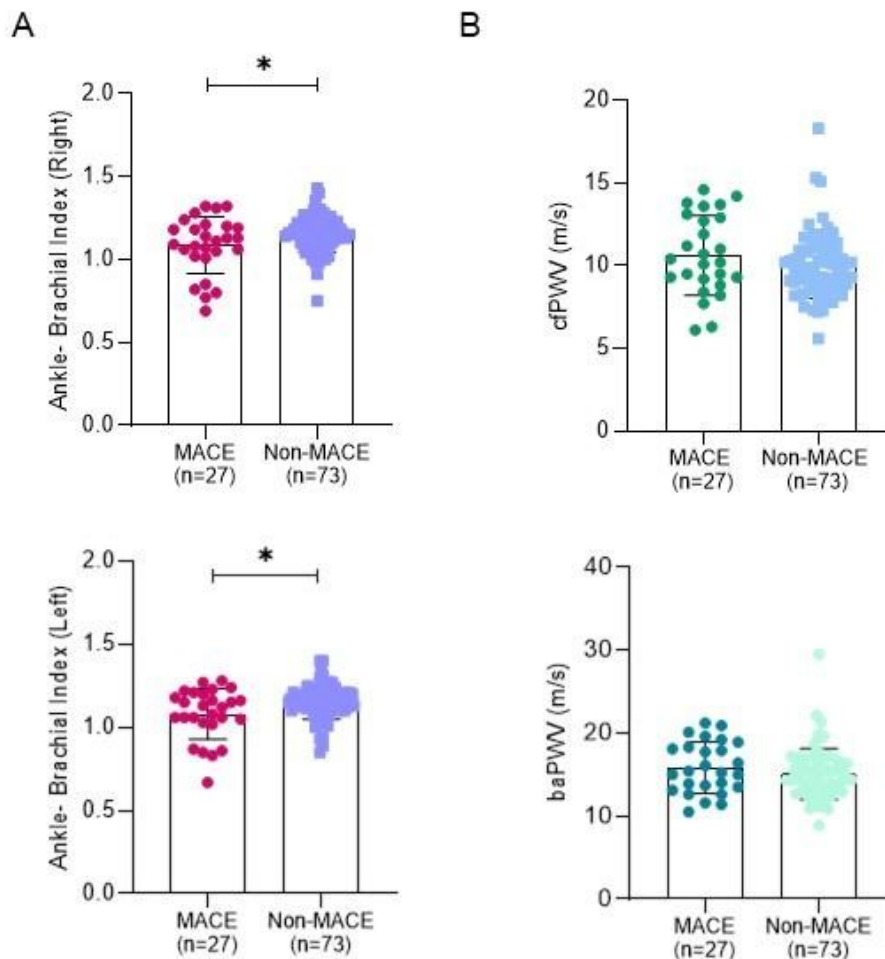 A
B
*
2.0
1.5
1.0
0.5
0.0
Ankle- Brachial Index (Right)
MACE
(n=27)
Non-MACE
(n=73)
20
15
10
5
0
cfPWV (m/s)
MACE
(n=27)
Non-MACE
(n=73)
*
2.0
1.5
1.0
0.5
0.0
Ankle- Brachial Index (Left)
MACE
(n=27)
Non-MACE
(n=73)
40
30
20
10
0
baPWV (m/s)
MACE
(n=27)
Non-MACE
(n=73)